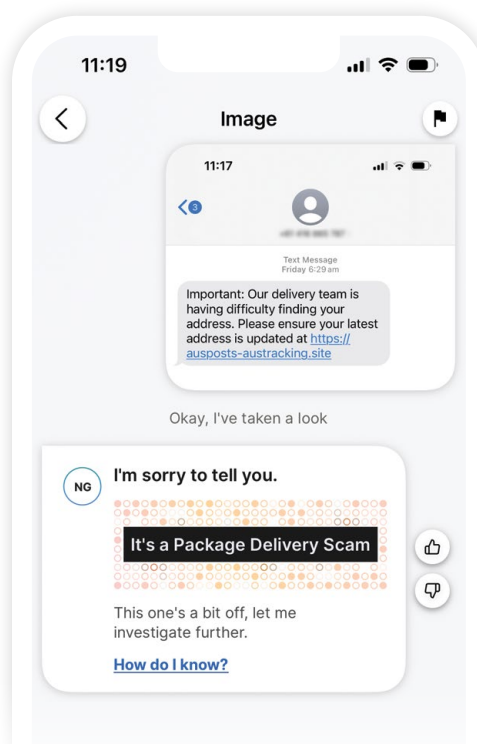 11:19
Image
11:17
3
Text Message
Friday 6:29 am
Important: Our delivery team is
having difficulty finding your
address. Please ensure your latest
address is updated at https://
ausposts-austracking.site
Okay, I've taken a look
NG
I'm sorry to tell you.
It's a Package Delivery Scam
This one's a bit off, let me
investigate further.
How do I know?